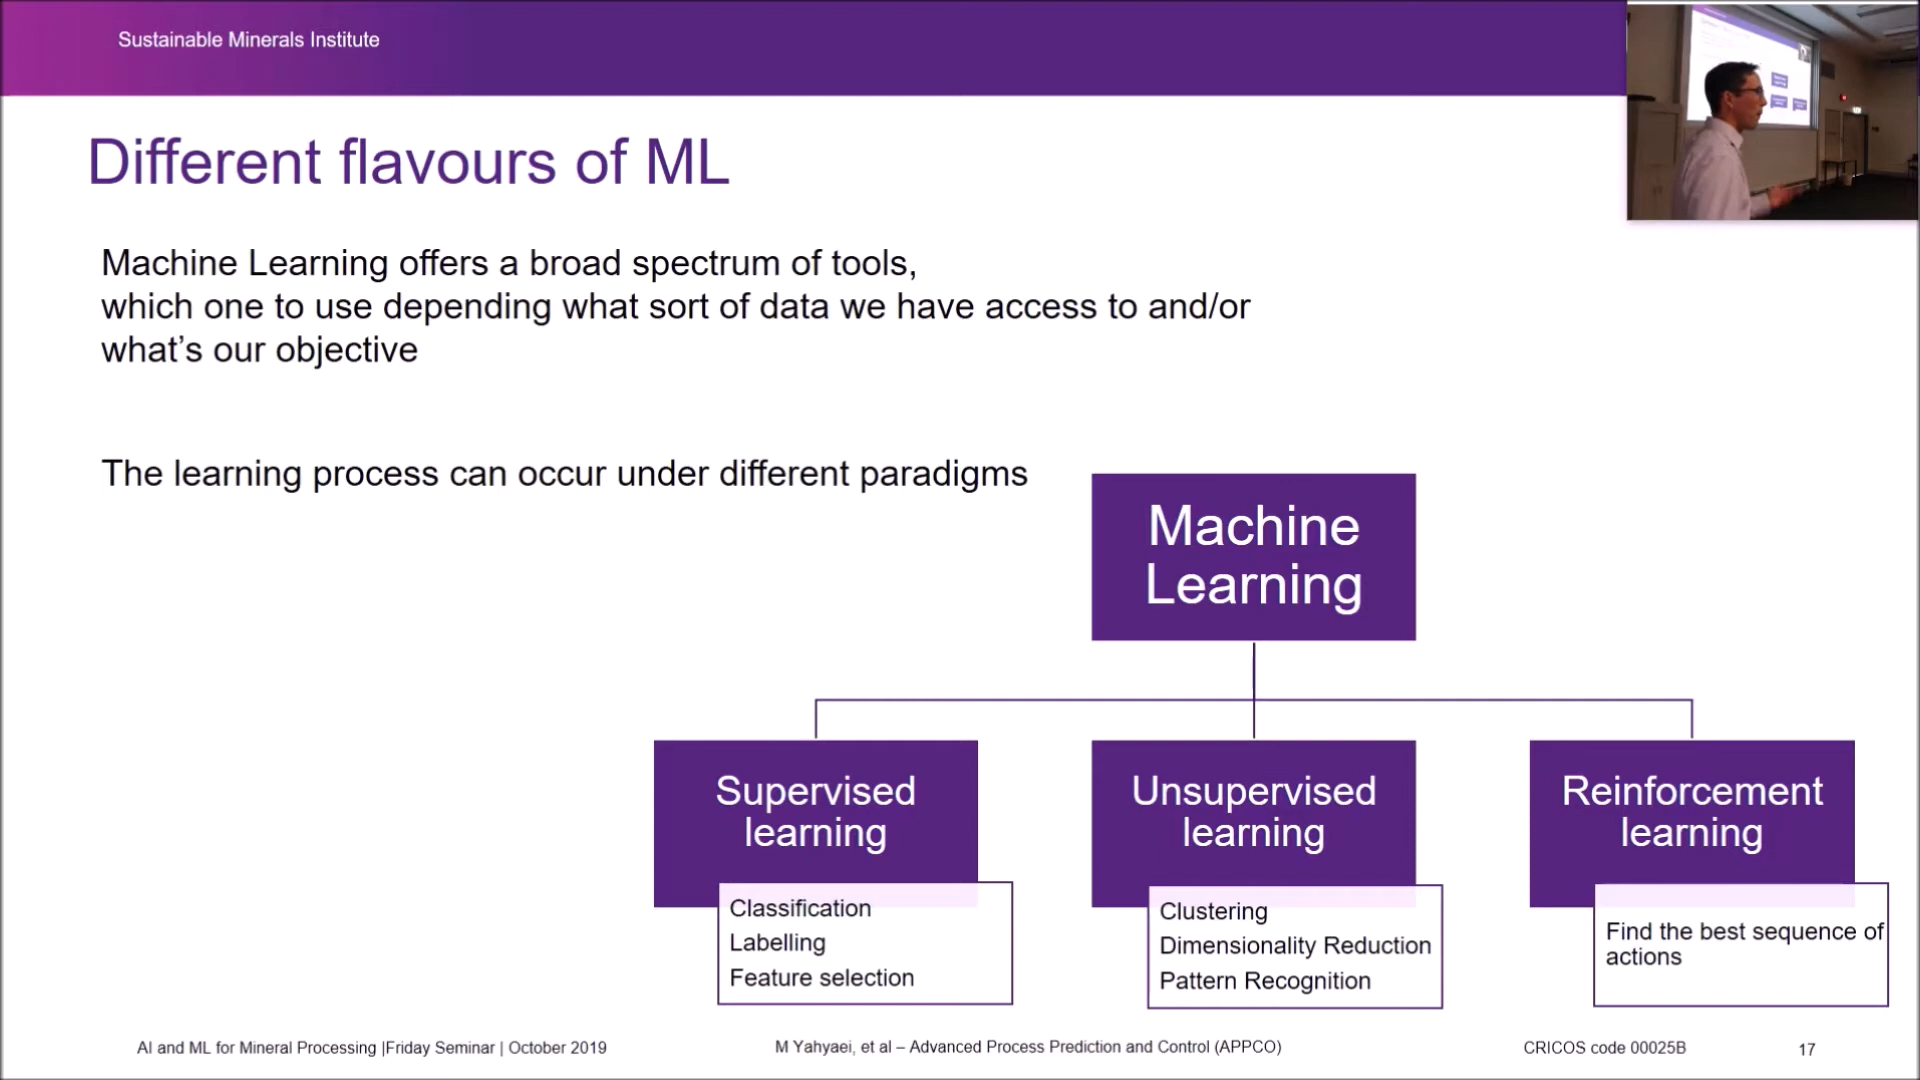 Sustainable Minerals Institute
Different flavours of ML
Machine Learning offers a broad spectrum of tools,
which one to use depending what sort of data we have access to and/or
what's our objective
The learning process can occur under different paradigms
Machine
Learning
Supervised
learning
Classification
Labelling
Feature selection
Unsupervised
learning
Clustering
Dimensionality Reduction
Pattern Recognition
Reinforcement
learning
Find the best sequence of
actions
AI and ML for Mineral Processing |Friday Seminar | October 2019
M Yahyaei, et al – Advanced Process Prediction and Control (APPCO)
CRICOS code 00025B
17